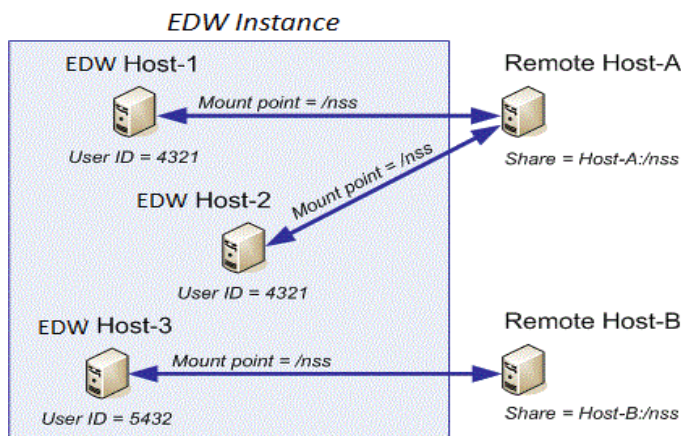 EDW Instance
EDW Host-1
Remote Host-A
Mount point = /nss
User ID = 4321
Share = Host-A:/nss
Mount point = /nss
EDW Host-2
User ID = 4321
EDW Host-3
Remote Host-B
Mount point = /nss
User ID = 5432
Share = Host-B:/nss